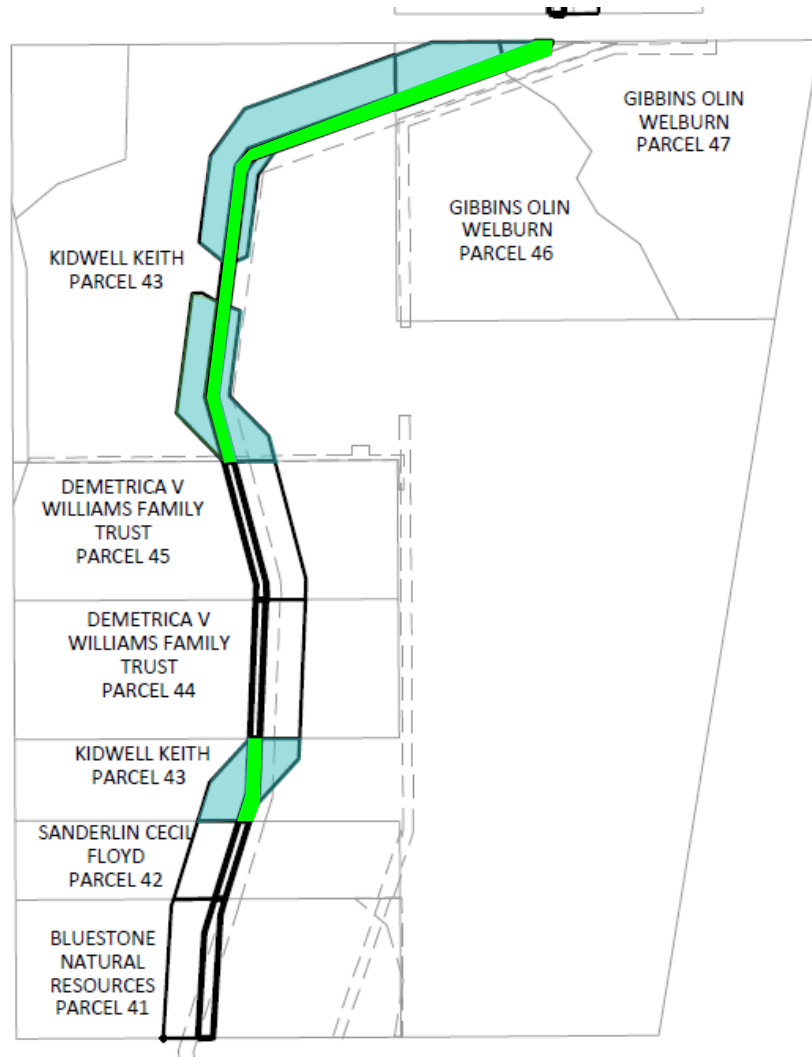 GIBBINS OLIN
WELBURN
PARCEL 47
GIBBINS OLIN
WELBURN
PARCEL 46
KIDWELL KEITH
PARCEL 43
DEMETRICA V
WILLIAMS FAMILY
TRUST
PARCEL 45
DEMETRICA V
WILLIAMS FAMILY
TRUST
PARCEL 44
KIDWELL KEITH
PARCEL 43
SANDERLIN CECIL
FLOYD
PARCEL 42
BLUESTONE
NATURAL
RESOURCES
PARCEL 41